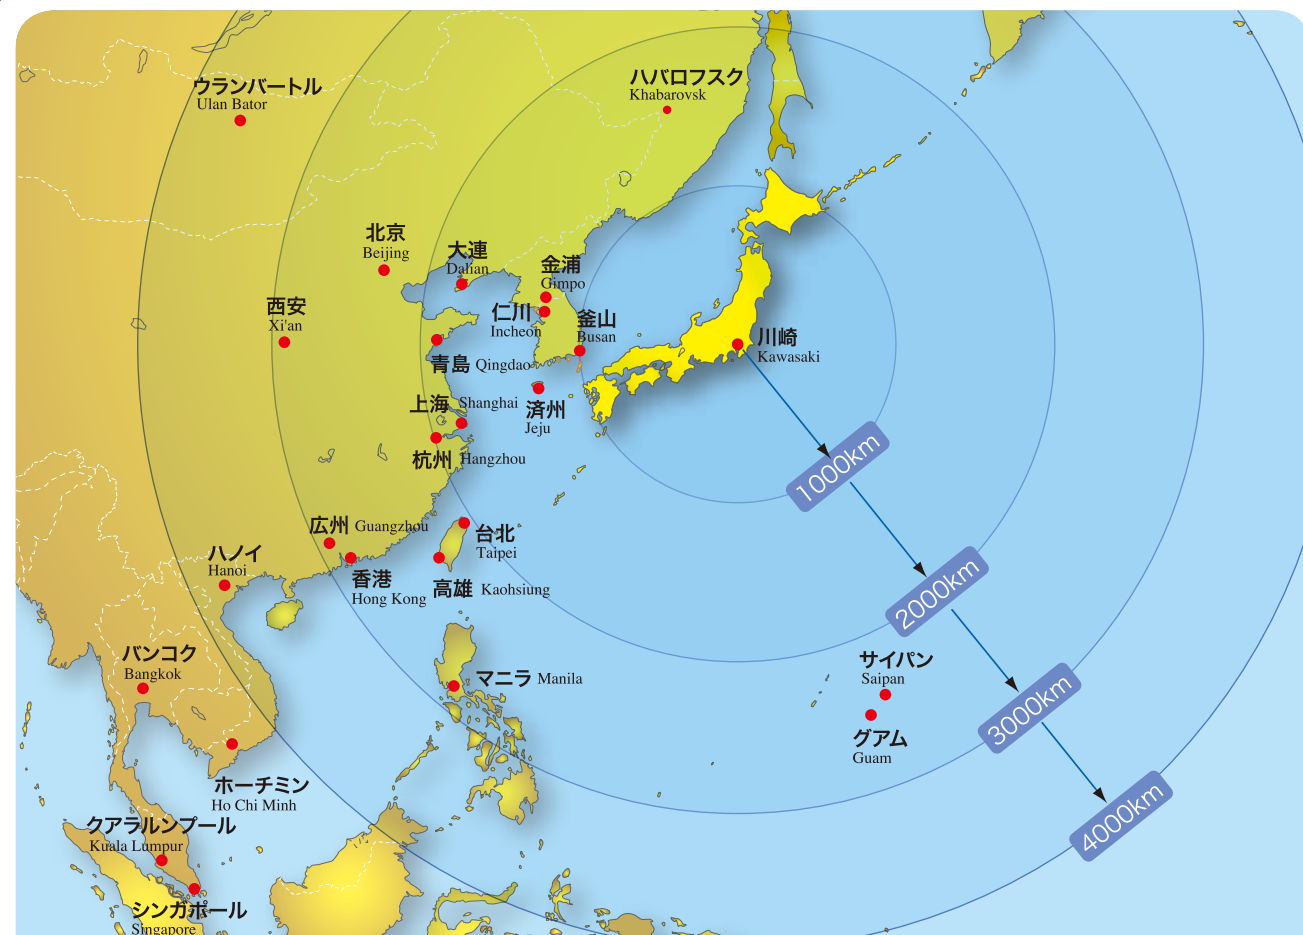 ウランバートル
Ulan Bator
ハバロフスク
Khabarovsk
北京
Beijing
大連
Dalian
金浦
Gimpo
西安
Xi'an
仁川
Incheon
釜山
Busan
川崎
Kawasaki
青島 Qingdao
上海 Shanghai
済州
Jeju
杭州 Hangzhou
1000km
広州 Guangzhou
台北
Taipei
ハノイ
Hanoi
香港
Hong Kong
高雄 Kaohsiung
2000km
バンコク
Bangkok
マニラ Manila
サイパン
Saipan
3000km
グアム
Guam
ホーチミン
Ho Chi Minh
クアラルンプール
Kuala Lumpur
4000km
シンガポール
Singapore